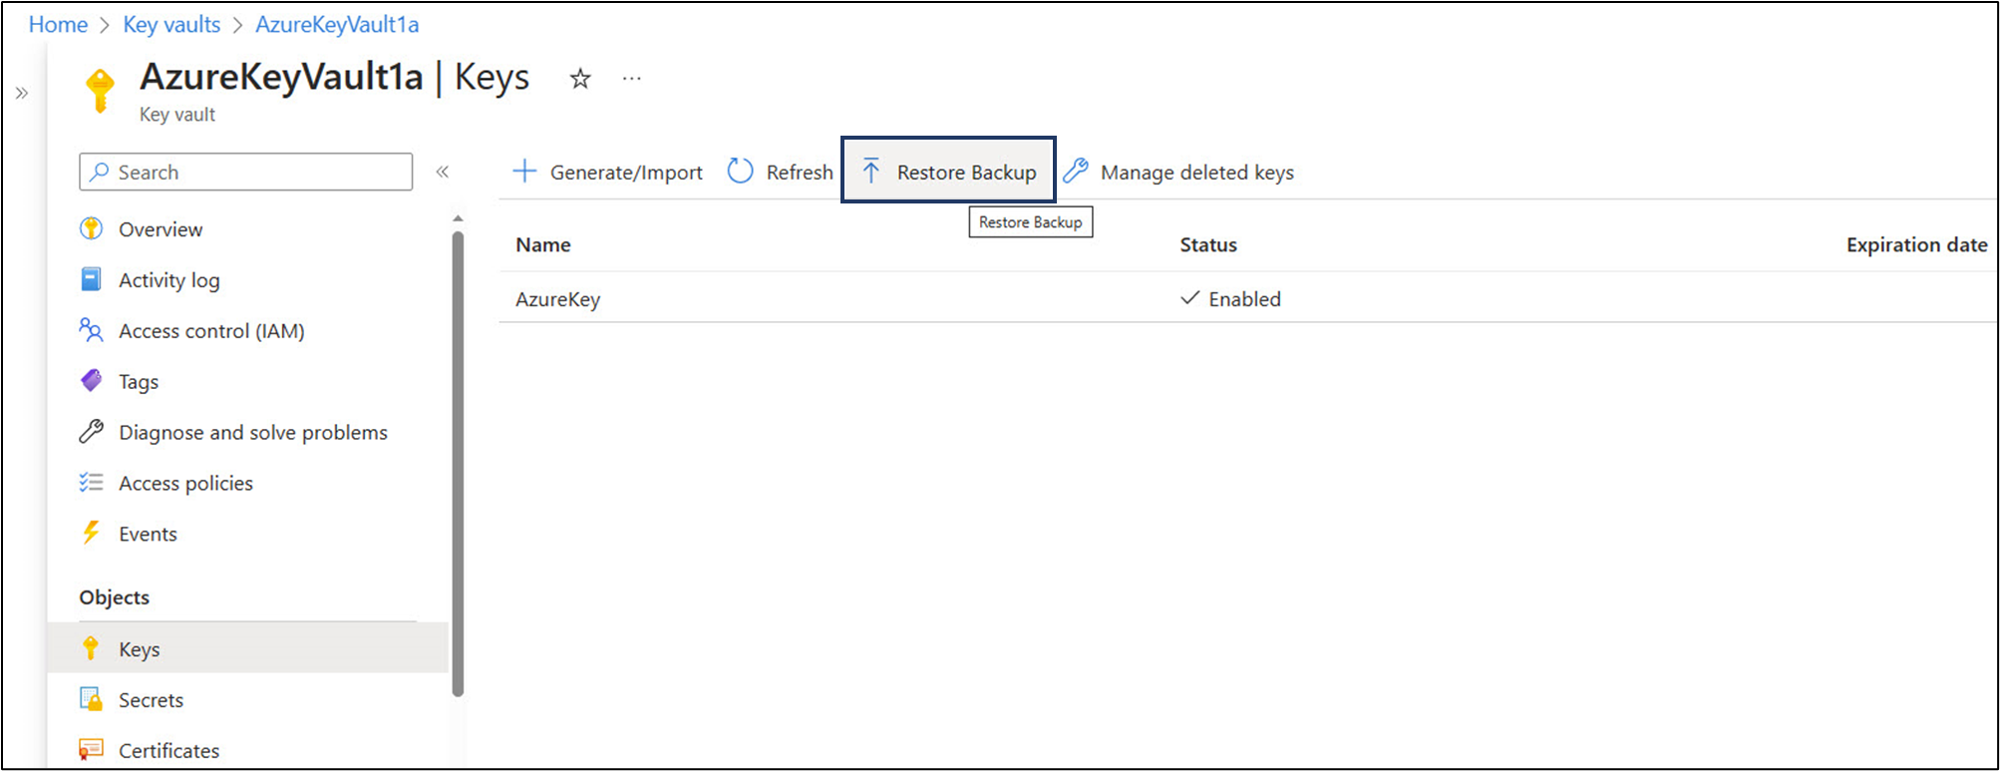 Home > Key vaults > AzureKeyVault1a
AzureKeyVault1a | Keys
Key vault
Search
Generate/Import Refresh Restore Backup Manage deleted keys
Restore Backup
Name Status Expiration date
AzureKey Enabled
Overview
Activity log
Access control (IAM)
Tags
Diagnose and solve problems
Access policies
Events
Objects
Keys
Secrets
Certificates